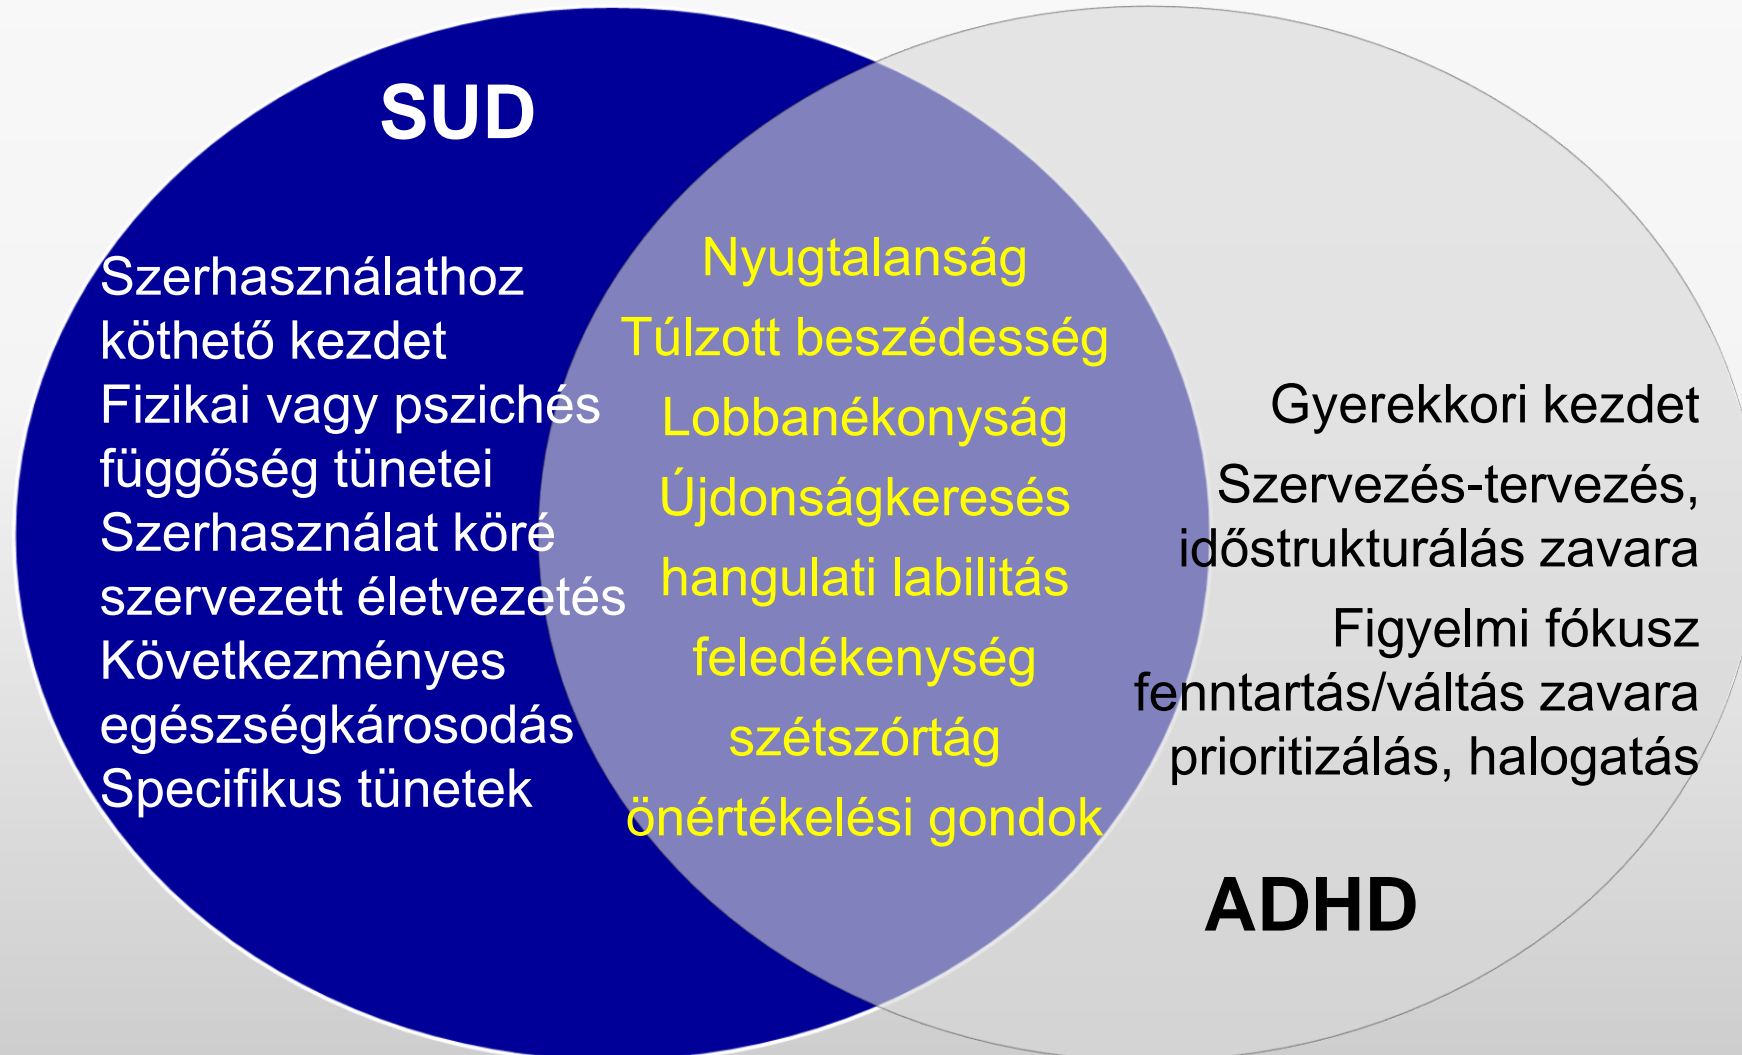 SUD
Szerhasználathoz
köthető kezdet
Fizikai vagy pszichés
függőség tünetei
Szerhasználat köré
szervezett életvezetés
Következményes
egészségkárosodás
Specifikus tünetek
Nyugtalanság
Túlzott beszédesség
Lobbanékonyság
Újdonságkeresés
hangulati labilitás
feledékenység
szétszórtág
önértékelési gondok
Gyerekkori kezdet
Szervezés-tervezés,
időstrukturálás zavara
Figyelmi fókusz
fenntartás/váltás zavara
prioritizálás, halogatás
ADHD